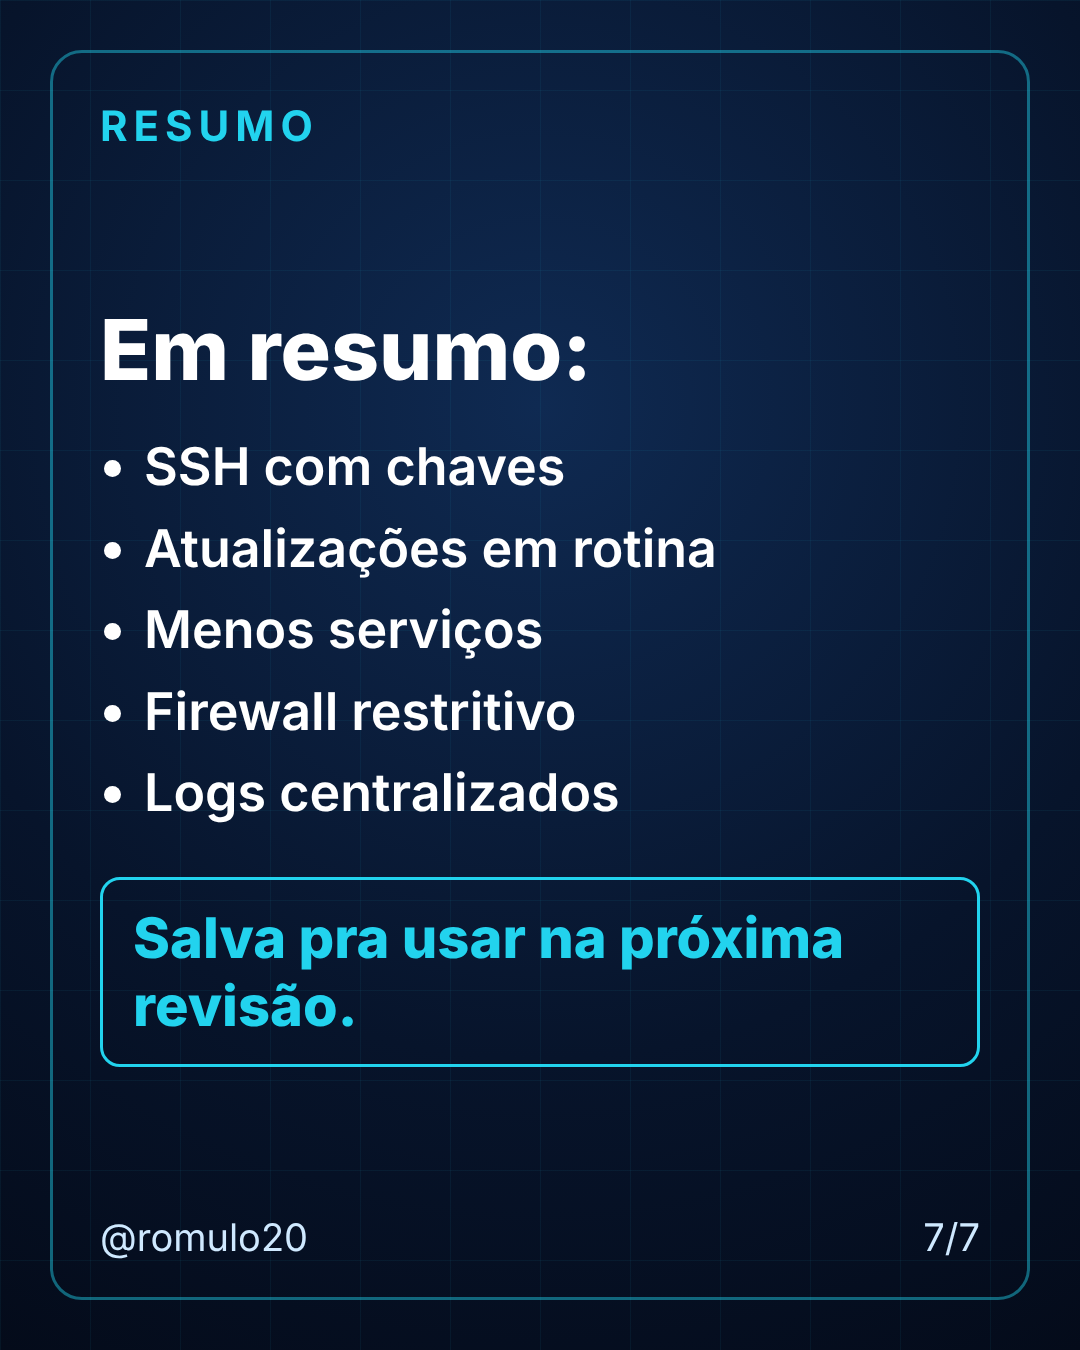 RESUMO
Em resumo:
• SSH com chaves
• Atualizações em rotina
• Menos serviços
• Firewall restritivo
• Logs centralizados
Salva pra usar na próxima
revisão.
@romulo20
7/7